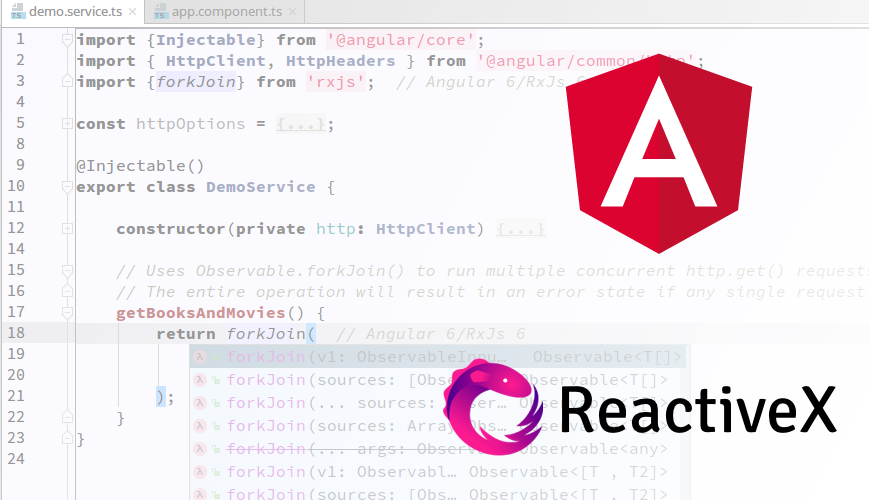 demo.service.ts × app.component.ts ×
1 import {Injectable} from '@angular/core';
2 import { HttpClient, HttpHeaders } from '@angular/common/
3 import {forkJoin} from 'rxjs'; // Angular 6/RxJs 6
4
5 const httpOptions = {...};
8
9 @Injectable()
10 export class DemoService {
11
12 constructor(private http: HttpClient) {...}
14
15 // Uses Observable.forkJoin() to run multiple concurrent http.get() requests
16 // The entire operation will result in an error state if any single request
17 getBooksAndMovies() {
18 return forkJoin( // Angular 6/RxJs 6
19 forkJoin(v1: ObservableInpu… Observable<T[]>
20 forkJoin(sources: [Obs Observable<T[]>
forkJoin(... sources:
21 );
forkJoin(sources: Array
22 }
forkJoin(... args: Observ <any>
23 }
24 forkJoin(v1: Observabl… Observable<[T , T2]>
forkJoin(sources: [Obs… Observable<[T , T2]>
A
ReactiveX